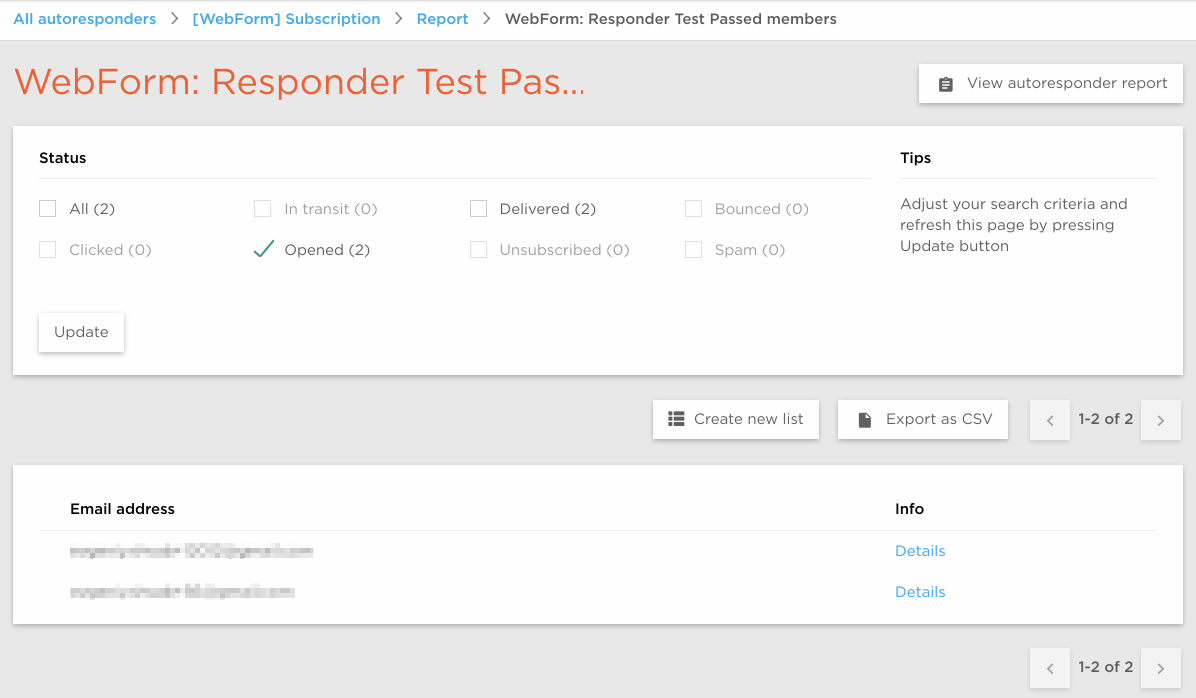 All autoresponders > [WebForm] Subscription > Report > WebForm: Responder Test Passed members
WebForm: Responder Test Pas...
View autoresponder report
Status
All (2) In transit (0) Delivered (2) Bounced (0)
Clicked (0) Opened (2) Unsubscribed (0) Spam (0)
Update
Tips
Adjust your search criteria and
refresh this page by pressing
Update button
Create new list
Export as CSV
< 1-2 of 2 >
Email address Info
Details
Details
< 1-2 of 2 >